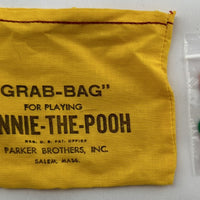 GRAB-BAG"
FOR PLAYING
NNIE-THE-POOH
REG. U. S. PAT. OFFICE
PARKER BROTHERS, INC.
SALEM, MASS.